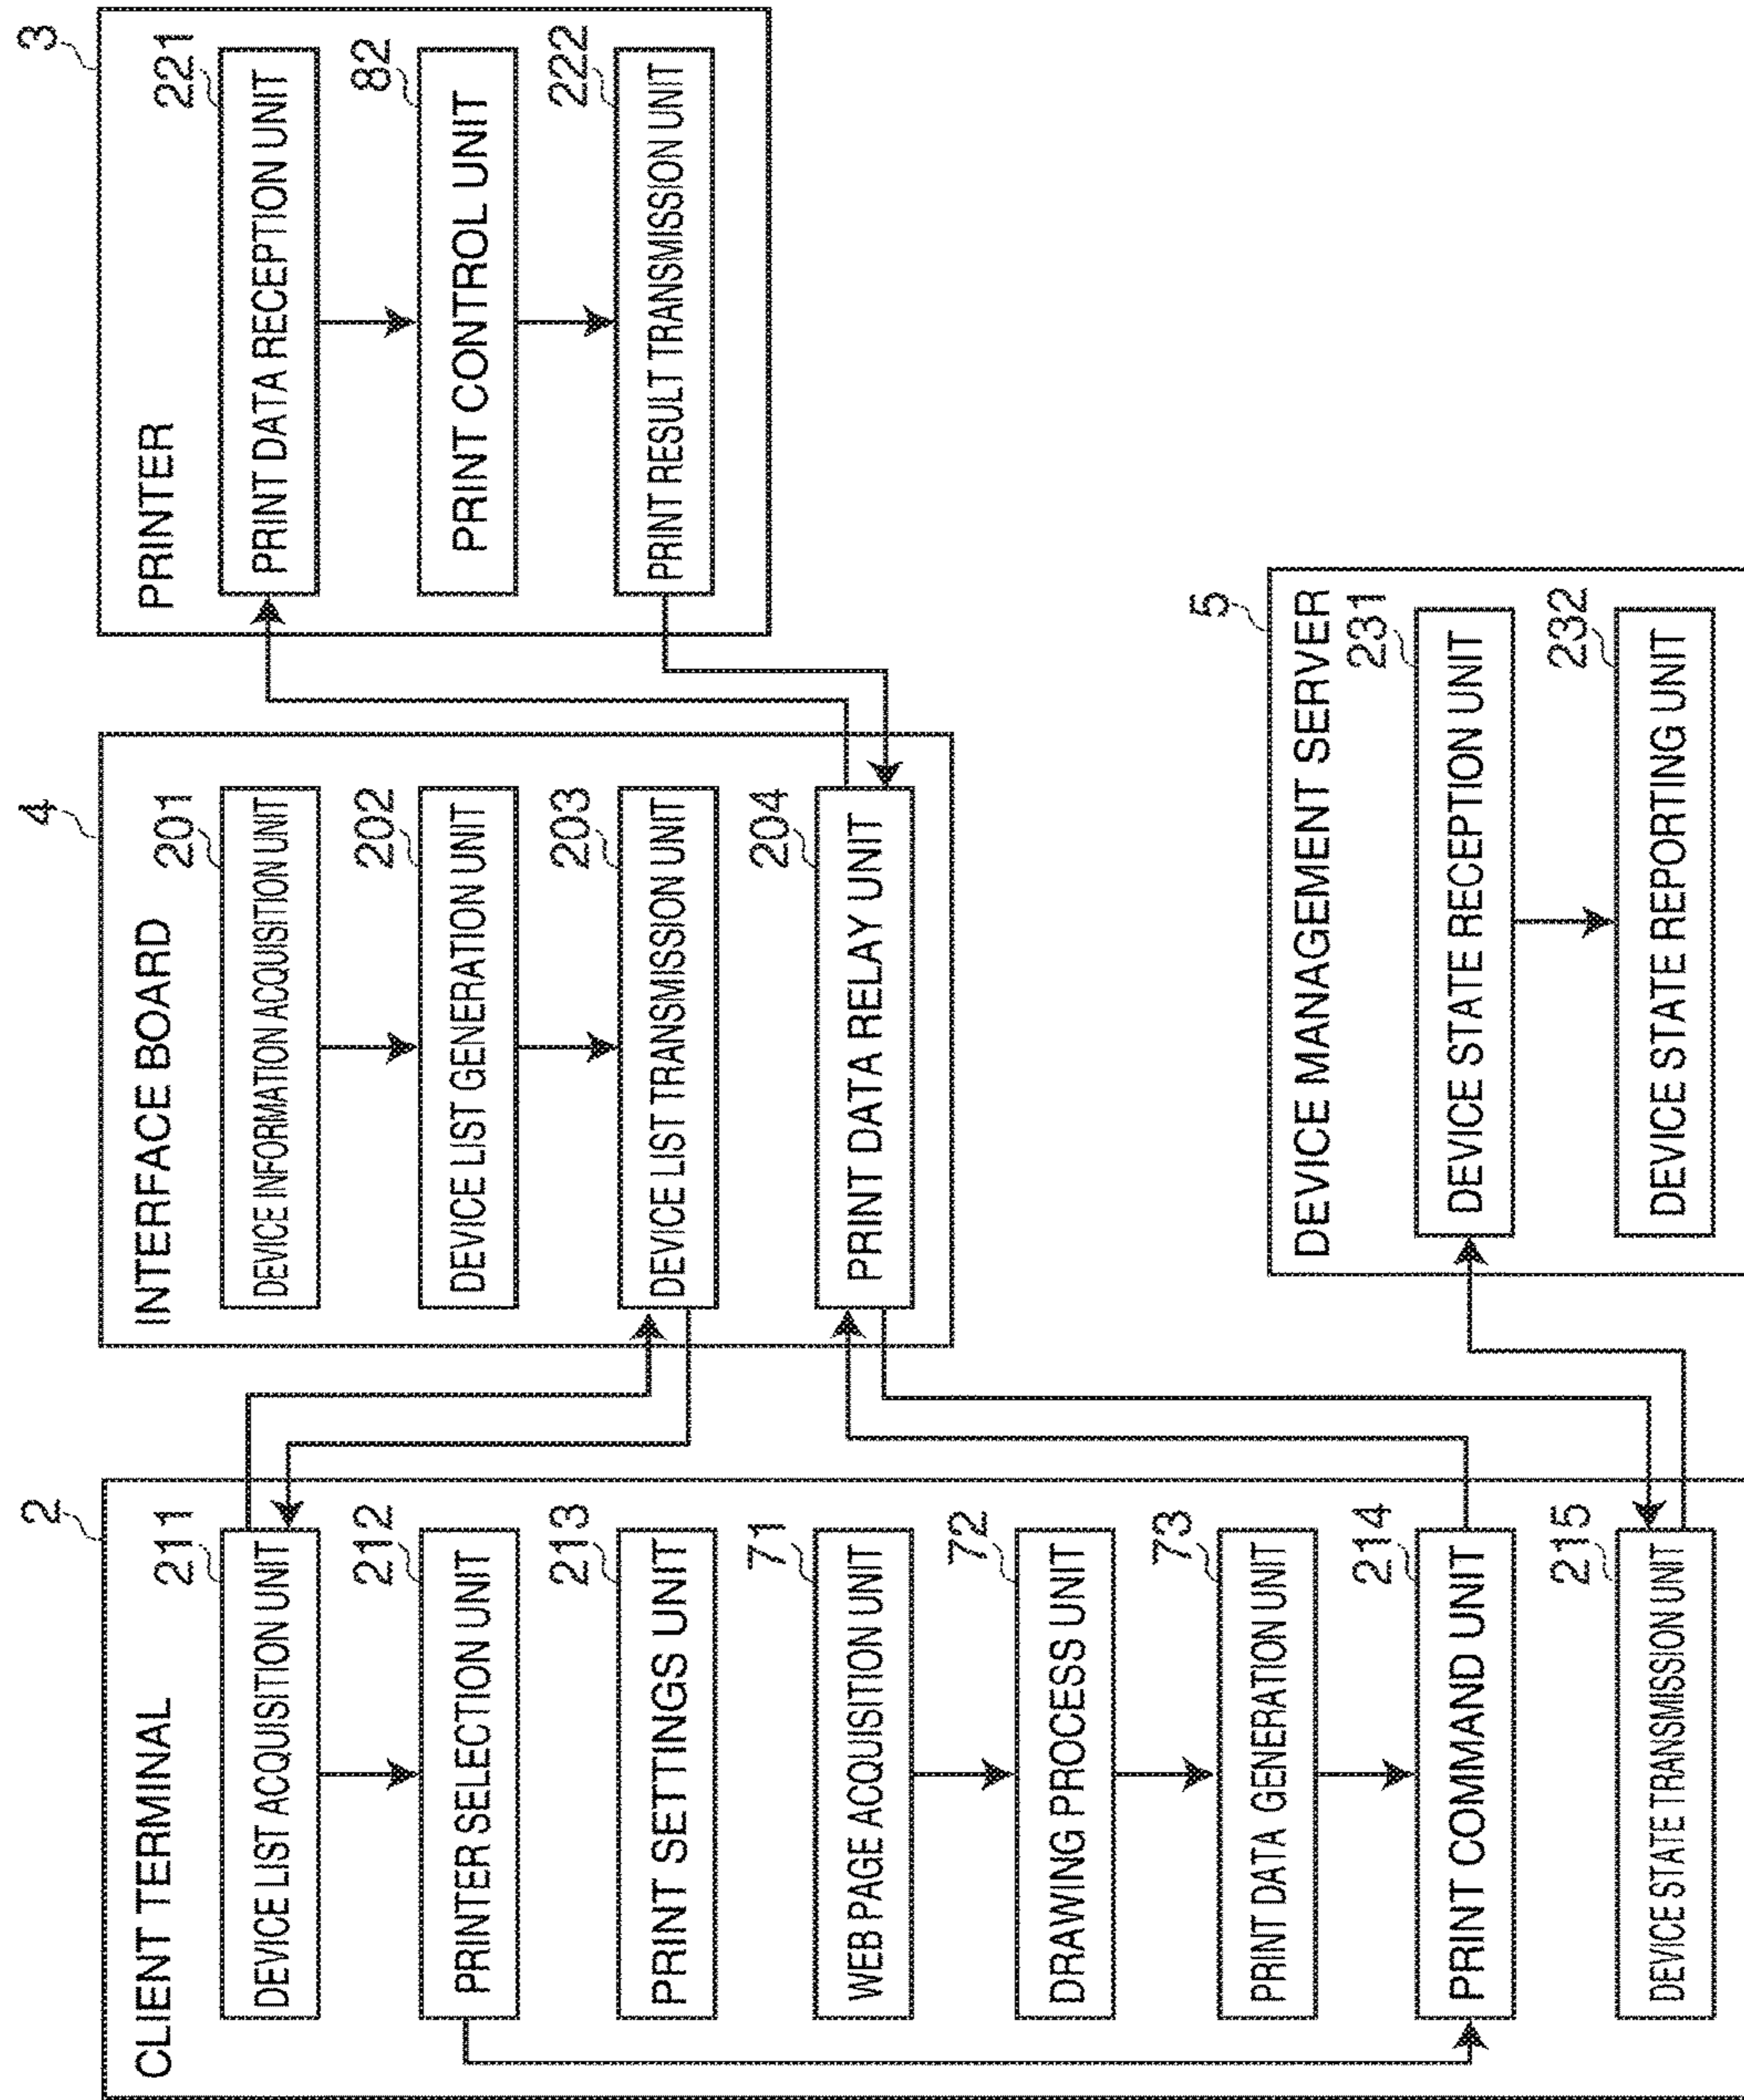 2
CLIENT TERMINAL
211
DEVICE LIST ACQUISITION UNIT
212
PRINTER SELECTION UNIT
213
PRINT SETTINGS UNIT
71
WEB PAGE ACQUISITION UNIT
72
DRAWING PROCESS UNIT
73
PRINT DATA GENERATION UNIT
214
PRINT COMMAND UNIT
215
DEVICE STATE TRANSMISSION UNIT
4
INTERFACE BOARD
201
DEVICE INFORMATION ACQUISITION UNIT
202
DEVICE LIST GENERATION UNIT
203
DEVICE LIST TRANSMISSION UNIT
204
PRINT DATA RELAY UNIT
3
PRINTER
221
PRINT DATA RECEPTION UNIT
82
PRINT CONTROL UNIT
222
PRINT RESULT TRANSMISSION UNIT
5
DEVICE MANAGEMENT SERVER
231
DEVICE STATE RECEPTION UNIT
232
DEVICE STATE REPORTING UNIT